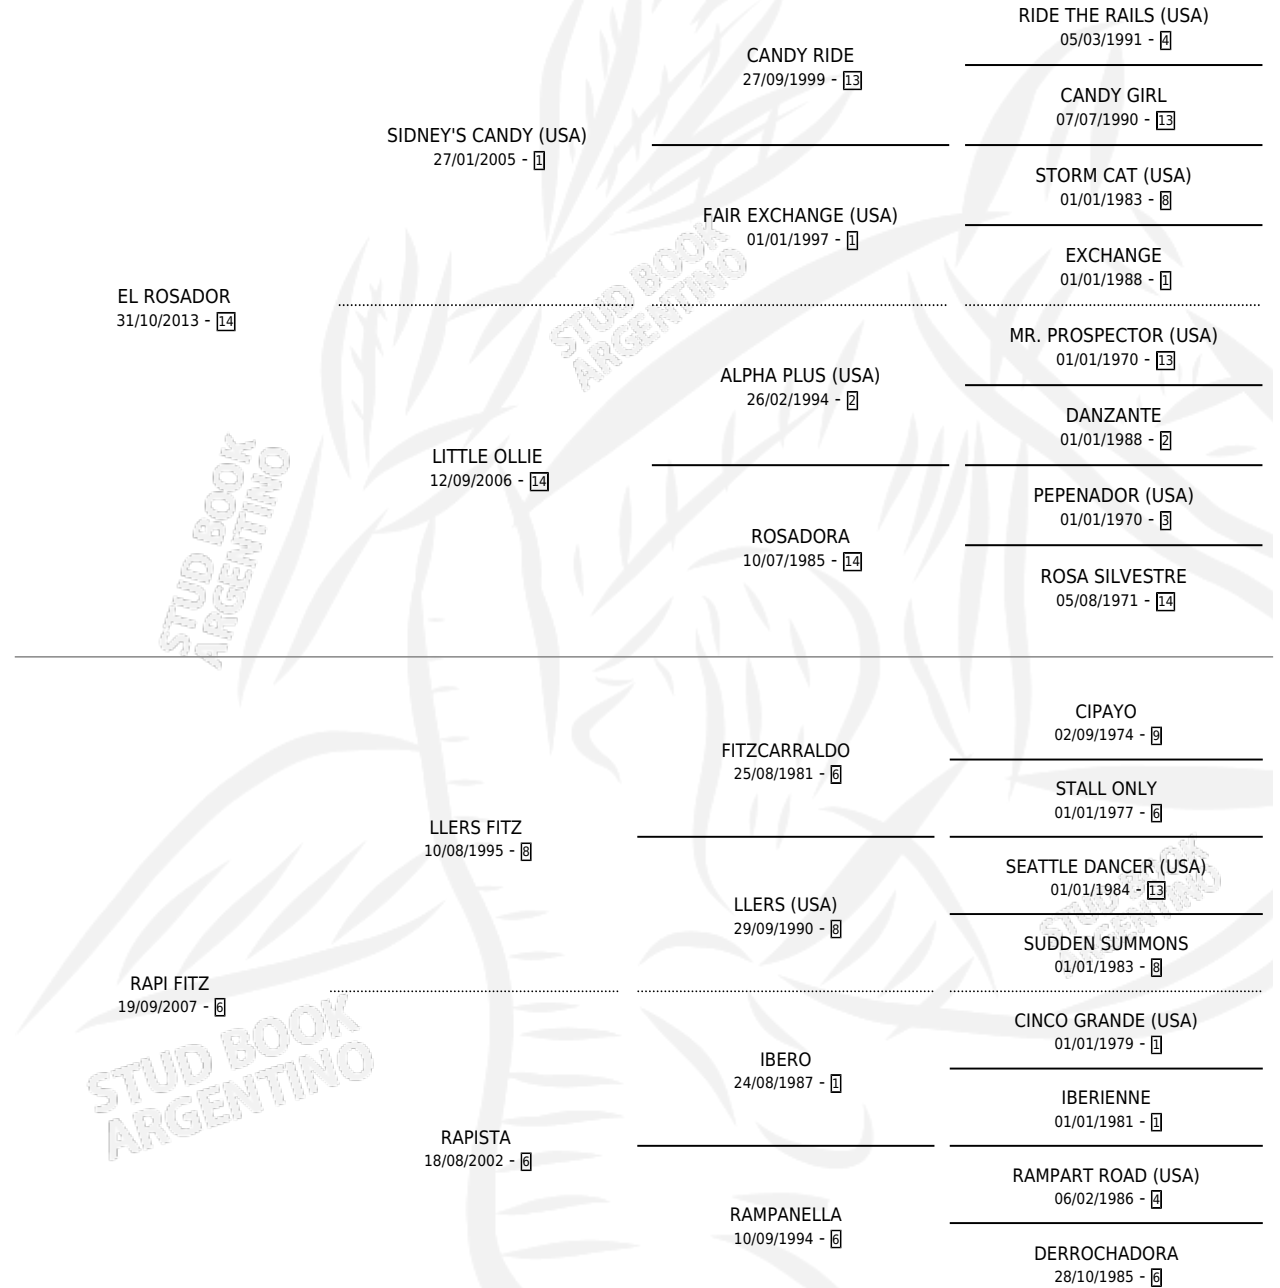 RIDE THE RAILS (USA)
05/03/1991 - 4
CANDY RIDE
27/09/1999 - 13
CANDY GIRL
07/07/1990 - 13
SIDNEY'S CANDY (USA)
27/01/2005 - 1
STORM CAT (USA)
01/01/1983 - 8
FAIR EXCHANGE (USA)
01/01/1997 - 1
EXCHANGE
01/01/1988 - 1
EL ROSADOR
31/10/2013 - 14
MR. PROSPECTOR (USA)
01/01/1970 - 13
ALPHA PLUS (USA)
26/02/1994 - 2
DANZANTE
01/01/1988 - 2
LITTLE OLLIE
12/09/2006 - 14
PEPENADOR (USA)
01/01/1970 - 3
ROSADORA
10/07/1985 - 14
ROSA SILVESTRE
05/08/1971 - 14
STUD BOOK
ARGENTINO
STUD BOOK
ARGENTINO
CIPAYO
02/09/1974 - 9
FITZCARRALDO
25/08/1981 - 6
STALL ONLY
01/01/1977 - 6
LLERS FITZ
10/08/1995 - 8
SEATTLE DANCER (USA)
01/01/1984 - 13
LLERS (USA)
29/09/1990 - 8
SUDDEN SUMMONS
01/01/1983 - 8
RAPI FITZ
19/09/2007 - 6
CINCO GRANDE (USA)
01/01/1979 - 1
IBERO
24/08/1987 - 1
IBERIENNE
01/01/1981 - 1
RAPISTA
18/08/2002 - 6
RAMPART ROAD (USA)
06/02/1986 - 4
RAMPANELLA
10/09/1994 - 6
DERROCHADORA
28/10/1985 - 6
STUD BOOK
ARGENTINO
STUD BOOK
ARGENTINO